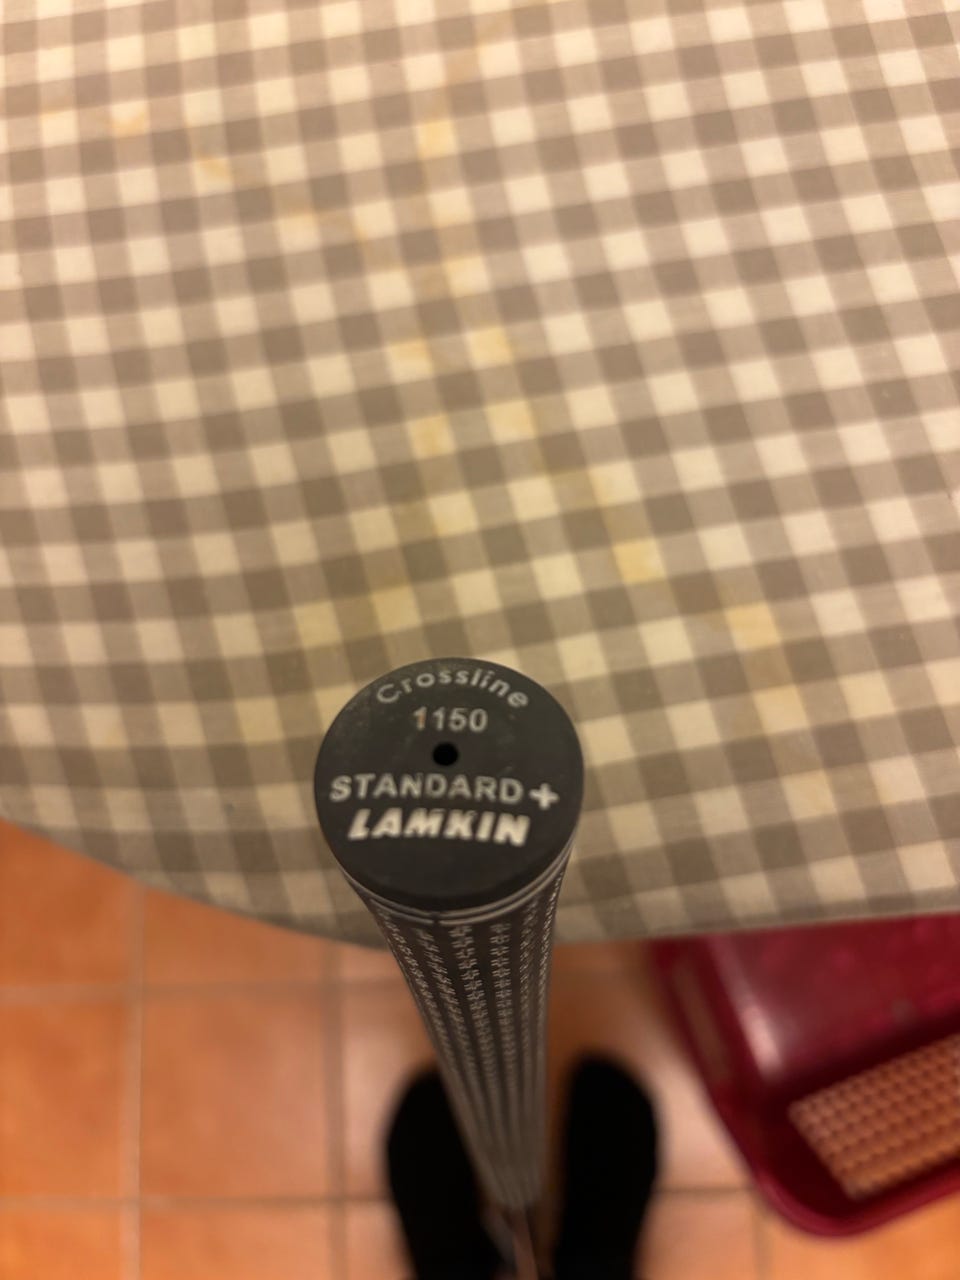 Crossline
1150
STANDARD+
LAMKIN